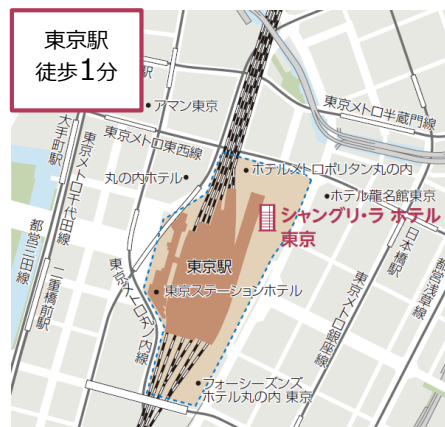 東京駅
徒歩1分
駅
アマン東京
東京メトロ半蔵門線
大手町駅
東京メトロ東西線
東京メトロ千代田線
丸の内ホテル
ホテルメトロポリタン丸の内
ホテル龍名館東京
シャングリ・ラ ホテル
東京
都営三田線
二重橋前駅
東京駅
東京ステーションホテル
東京メトロ丸ノ内線
日本橋駅
都営浅草線
東京メトロ銀座線
フォーシーズンズ
ホテル丸の内 東京